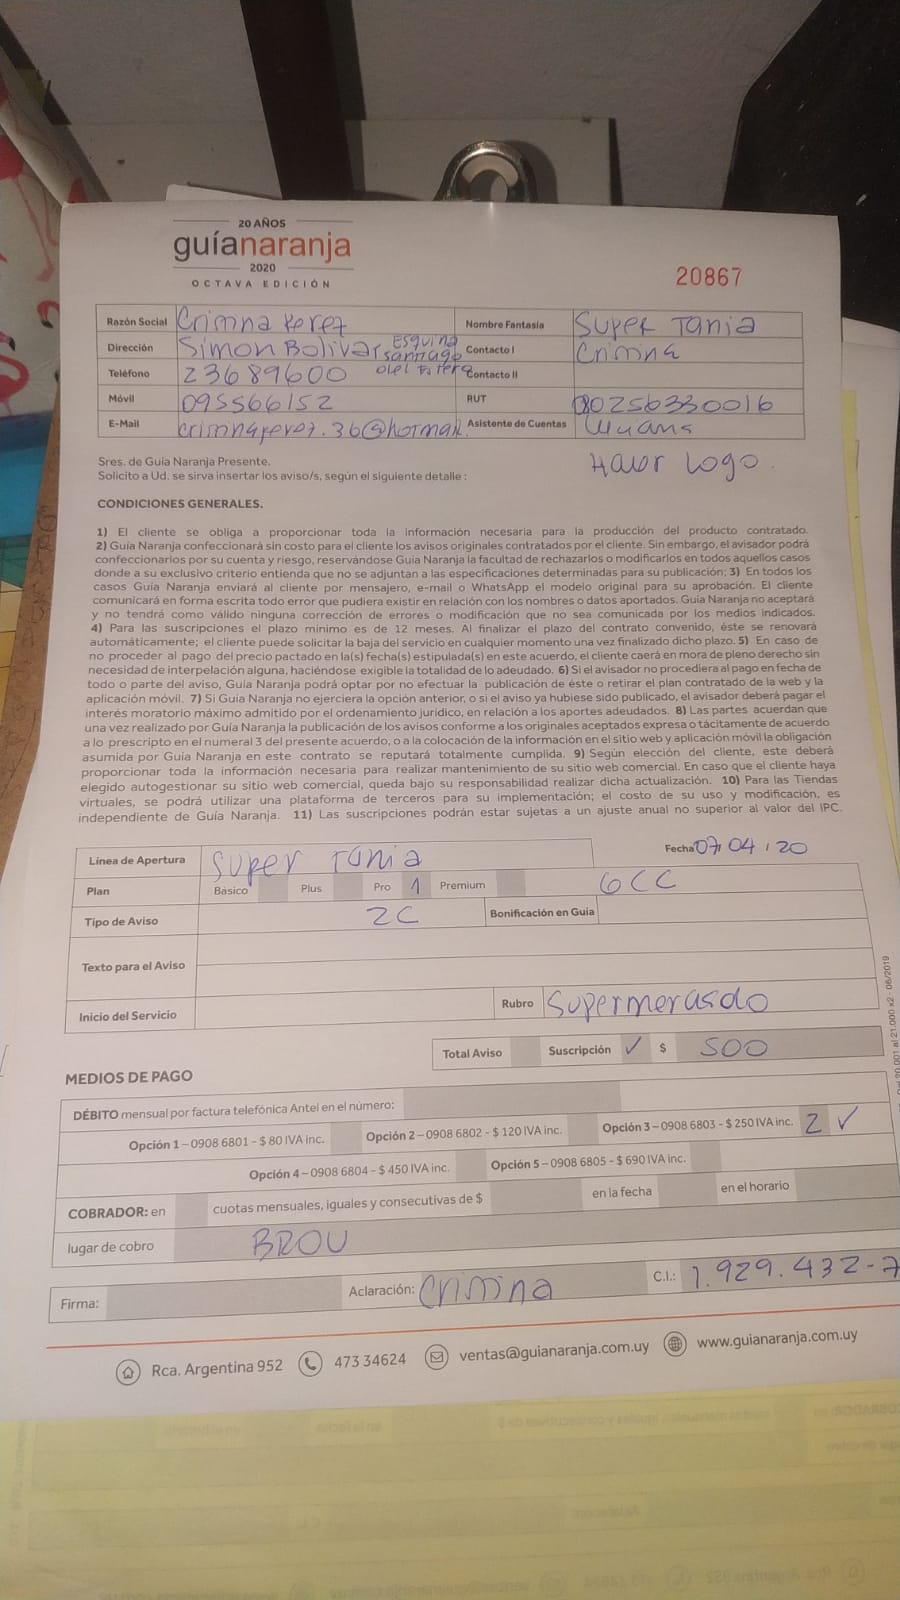 20 AÑOS
guíanaranja
2020
OCTAVA EDICIÓN
20867
Razón Social Crimna Perez Nombre Fantasía Super Tania
Dirección Simon Bolivar Esquina Santiago Contacto I Crimna
Teléfono 23689600 Contacto II
Móvil 095566152 RUT 080256330016
E-Mail crimnaperez.36@hotmail. Asistente de Cuentas
Sres. de Guía Naranja Presente.
Solicito a Ud. se sirva insertar los aviso/s, según el siguiente detalle:
Logo.
CONDICIONES GENERALES.
1) El cliente se obliga a proporcionar toda la información necesaria para la producción del producto contratado.
2) Guía Naranja confeccionará sin costo para el cliente los avisos originales contratados por el cliente. Sin embargo, el avisador podrá
confeccionarlos por su cuenta y riesgo, reservándose Guía Naranja la facultad de rechazarlos o modificarlos en todos aquellos casos
donde a su exclusivo criterio entienda que no se adjuntan a las especificaciones determinadas para su publicación; 3) En todos los
casos Guía Naranja enviará al cliente por mensajero, e-mail o WhatsApp el modelo original para su aprobación. El cliente
comunicará en forma escrita todo error que pudiera existir en relación con los nombres o datos aportados. Guía Naranja no aceptará
y no tendrá como válido ninguna corrección de errores o modificación que no sea comunicada por los medios indicados.
4) Para las suscripciones el plazo mínimo es de 12 meses. Al finalizar el plazo del contrato convenido, éste se renovará
automáticamente; el cliente puede solicitar la baja del servicio en cualquier momento una vez finalizado dicho plazo. 5) En caso de
no proceder al pago del precio pactado en la(s) fecha(s) estipulada(s) en este acuerdo, el cliente caerá en mora de pleno derecho sin
necesidad de interpelación alguna, haciéndose exigible la totalidad de lo adeudado. 6) Si el avisador no procediera al pago en fecha de
todo o parte del aviso, Guía Naranja podrá optar por no efectuar la publicación de éste o retirar el plan contratado de la web y la
aplicación móvil. 7) Si Guía Naranja no ejerciera la opción anterior, o si el aviso ya hubiese sido publicado, el avisador deberá pagar el
interés moratorio máximo admitido por el ordenamiento jurídico, en relación a los aportes adeudados. 8) Las partes acuerdan que
una vez realizado por Guía Naranja la publicación de los avisos conforme a los originales aceptados expresa o tácitamente de acuerdo
a lo prescripto en el numeral 3 del presente acuerdo, o a la colocación de la información en el sitio web y aplicación móvil la obligación
asumida por Guía Naranja en este contrato se reputará totalmente cumplida. 9) Según elección del cliente, este deberá
proporcionar toda la información necesaria para realizar mantenimiento de su sitio web comercial. En caso que el cliente haya
elegido autogestionar su sitio web comercial, queda bajo su responsabilidad realizar dicha actualización. 10) Para las Tiendas
virtuales, se podrá utilizar una plataforma de terceros para su implementación; el costo de su uso y modificación, es
independiente de Guía Naranja. 11) Las suscripciones podrán estar sujetas a un ajuste anual no superior al valor del IPC.
Línea de Apertura Super Tania Fecha 07/04/20
Plan Básico Plus Pro 1 Premium 6CC
Tipo de Aviso 2C Bonificación en Guía
Texto para el Aviso
Inicio del Servicio Rubro Supermerasdo
Total Aviso Suscripción ✓ $ 500
MEDIOS DE PAGO
DÉBITO mensual por factura telefónica Antel en el número:
Opción 1 – 0908 6801 - $ 80 IVA inc. Opción 2 – 0908 6802 - $ 120 IVA inc. Opción 3 – 0908 6803 - $ 250 IVA inc. 2 ✓
Opción 4 – 0908 6804 - $ 450 IVA inc. Opción 5 – 0908 6805 - $ 690 IVA inc.
COBRADOR: en cuotas mensuales, iguales y consecutivas de $ en la fecha en el horario
lugar de cobro BROU
Firma: Aclaración: Crimna C.I.: 1.929.432-7
Rca. Argentina 952 473 34624 ventas@guianaranja.com.uy www.guianaranja.com.uy